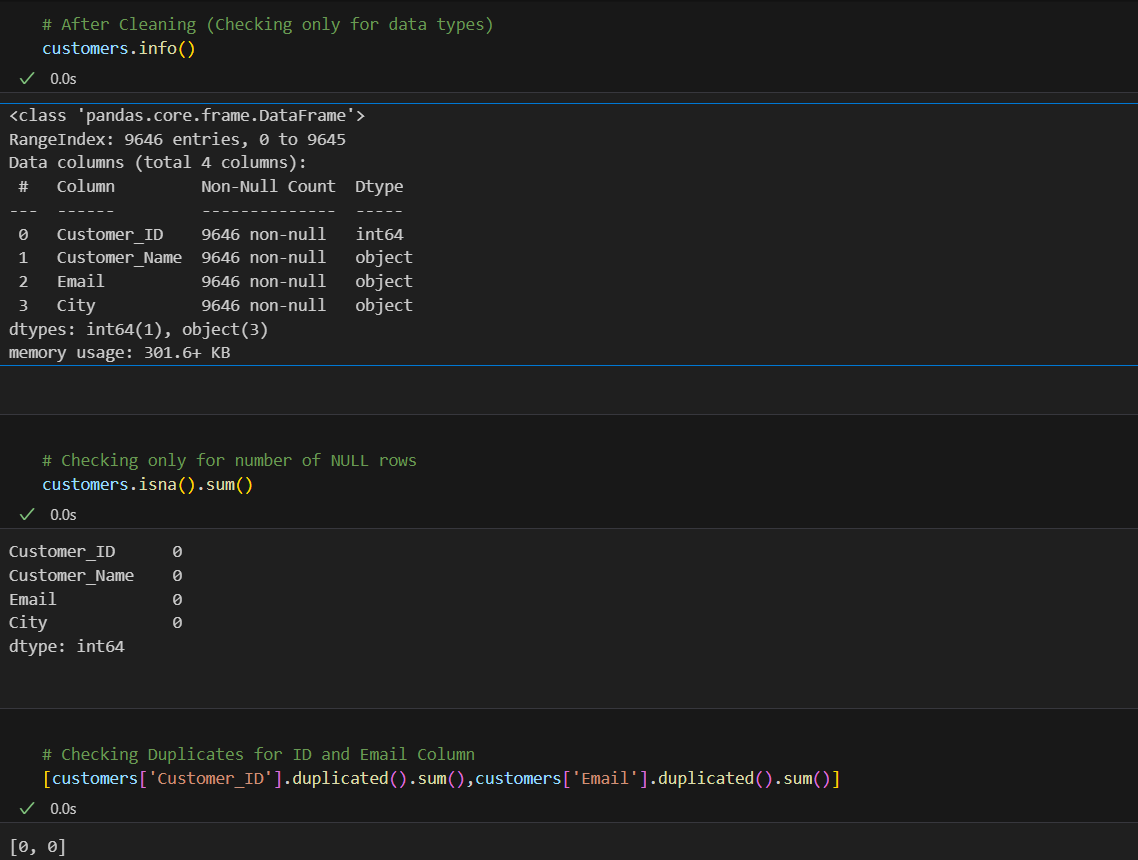 # After Cleaning (Checking only for data types)
customers.info()
0.0s
<class 'pandas.core.frame.DataFrame'>
RangeIndex: 9646 entries, 0 to 9645
Data columns (total 4 columns):
 #   Column         Non-Null Count  Dtype
---  ------         --------------  -----
 0   Customer_ID    9646 non-null   int64
 1   Customer_Name  9646 non-null   object
 2   Email          9646 non-null   object
 3   City           9646 non-null   object
dtypes: int64(1), object(3)
memory usage: 301.6+ KB
# Checking only for number of NULL rows
customers.isna().sum()
0.0s
Customer_ID      0
Customer_Name    0
Email            0
City             0
dtype: int64
# Checking Duplicates for ID and Email Column
[customers['Customer_ID'].duplicated().sum(),customers['Email'].duplicated().sum()]
0.0s
[0, 0]